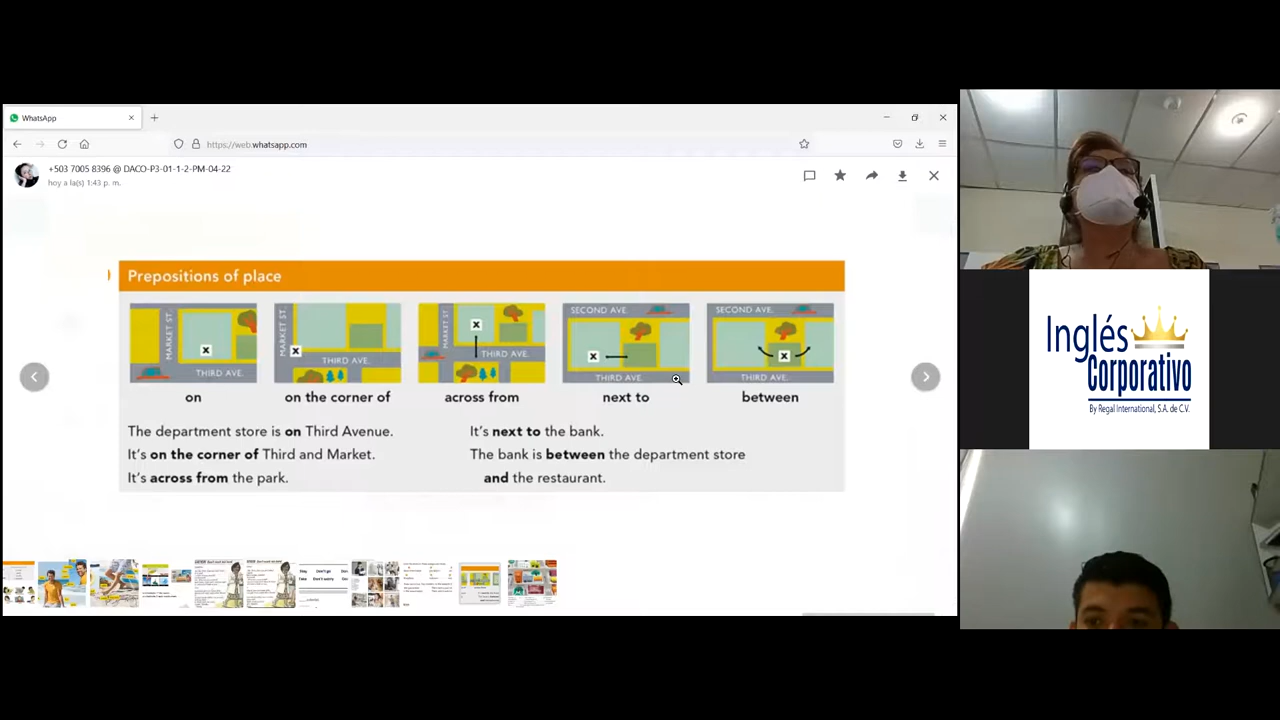 WhatsApp
https://web.whatsapp.com
+503 7005 8396 @ DACO-P3-01-1-2-PM-04-22
hoy a la(s) 1:43 p. m.
Prepositions of place
MARKET ST.
THIRD AVE.
MARKET ST.
THIRD AVE.
MARKET ST.
THIRD AVE.
SECOND AVE.
THIRD AVE.
SECOND AVE.
THIRD AVE.
X
X
X
X
X
on
on the corner of
across from
next to
between
The department store is on Third Avenue.
It's on the corner of Third and Market.
It's across from the park.
It's next to the bank.
The bank is between the department store
and the restaurant.
Inglés
Corporativo
By Regal International, S.A. de C.V.